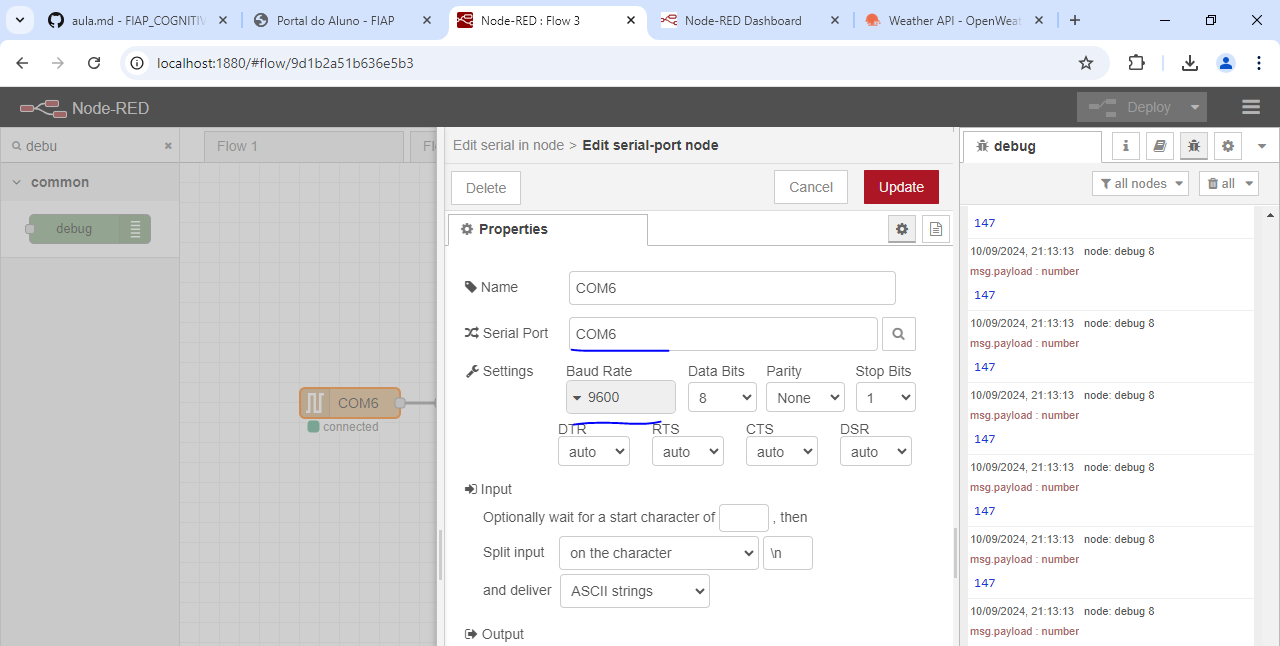 aula.md - FIAP_COGNITIV
Portal do Aluno - FIAP
Node-RED : Flow 3
Node-RED Dashboard
Weather API - OpenWeat
localhost:1880/#flow/9d1b2a51b636e5b3
Node-RED
Deploy
debu
Flow 1
Fl
common
debug
COM6
connected
Edit serial in node > Edit serial-port node
Delete
Cancel
Update
Properties
Name
COM6
Serial Port
COM6
Settings
Baud Rate
Data Bits
Parity
Stop Bits
9600
8
None
1
DTR
RTS
CTS
DSR
auto
auto
auto
auto
Input
Optionally wait for a start character of , then
Split input on the character \n
and deliver ASCII strings
Output
debug
i
all nodes
all
147
10/09/2024, 21:13:13 node: debug 8
msg.payload : number
147
10/09/2024, 21:13:13 node: debug 8
msg.payload : number
147
10/09/2024, 21:13:13 node: debug 8
msg.payload : number
147
10/09/2024, 21:13:13 node: debug 8
msg.payload : number
147
10/09/2024, 21:13:13 node: debug 8
msg.payload : number
147
10/09/2024, 21:13:13 node: debug 8
msg.payload : number